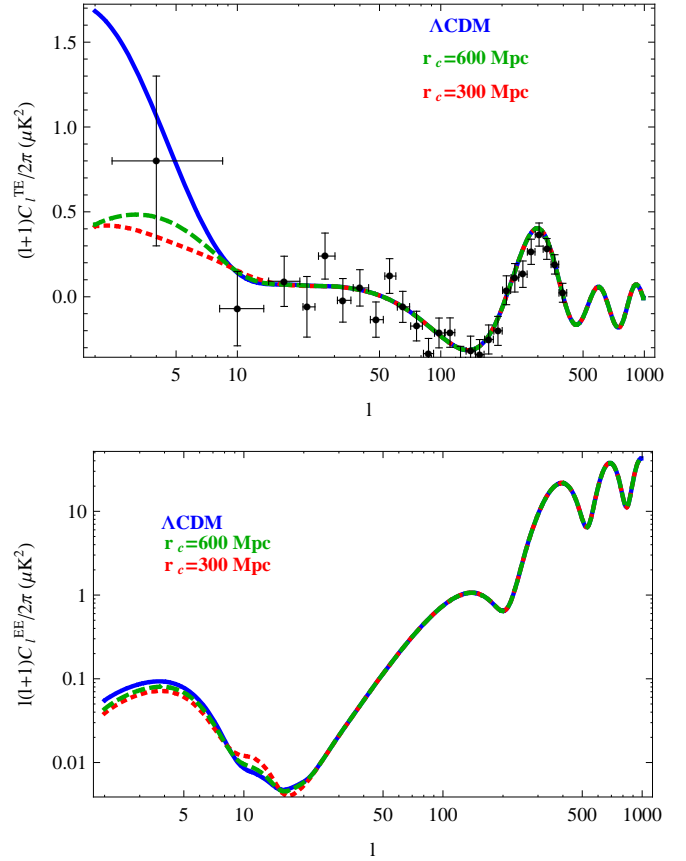 ΛCDM
r c=600 Mpc
r c=300 Mpc
(l+1)C l TE/2π (μK2)
1.5
1.0
0.5
0.0
5 10 50 100 500 1000
l
ΛCDM
r c=600 Mpc
r c=300 Mpc
l(l+1)C l EE/2π (μK2)
10
1
0.1
0.01
5 10 50 100 500 1000
l